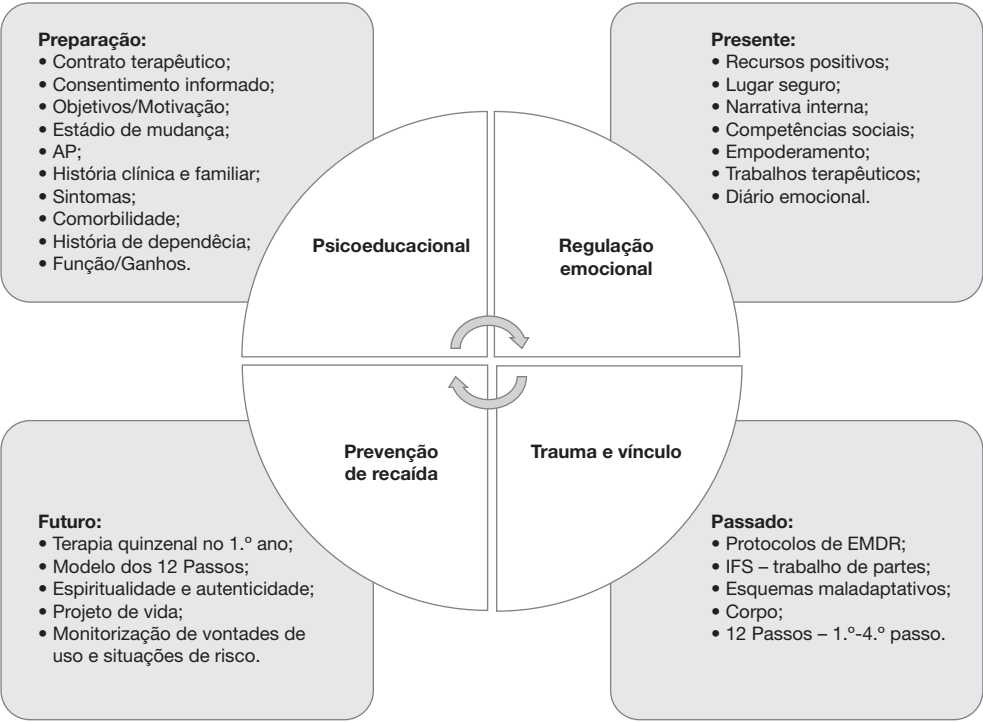 Preparação:
• Contrato terapêutico;
• Consentimento informado;
• Objetivos/Motivação;
• Estádio de mudança;
• AP;
• História clínica e familiar;
• Sintomas;
• Comorbilidade;
• História de dependêcia;
• Função/Ganhos.
Presente:
• Recursos positivos;
• Lugar seguro;
• Narrativa interna;
• Competências sociais;
• Empoderamento;
• Trabalhos terapêuticos;
• Diário emocional.
Psicoeducacional
Regulação
emocional
Prevenção
de recaída
Trauma e vínculo
Futuro:
• Terapia quinzenal no 1.º ano;
• Modelo dos 12 Passos;
• Espiritualidade e autenticidade;
• Projeto de vida;
• Monitorização de vontades de
uso e situações de risco.
Passado:
• Protocolos de EMDR;
• IFS – trabalho de partes;
• Esquemas maladaptativos;
• Corpo;
• 12 Passos – 1.º-4.º passo.